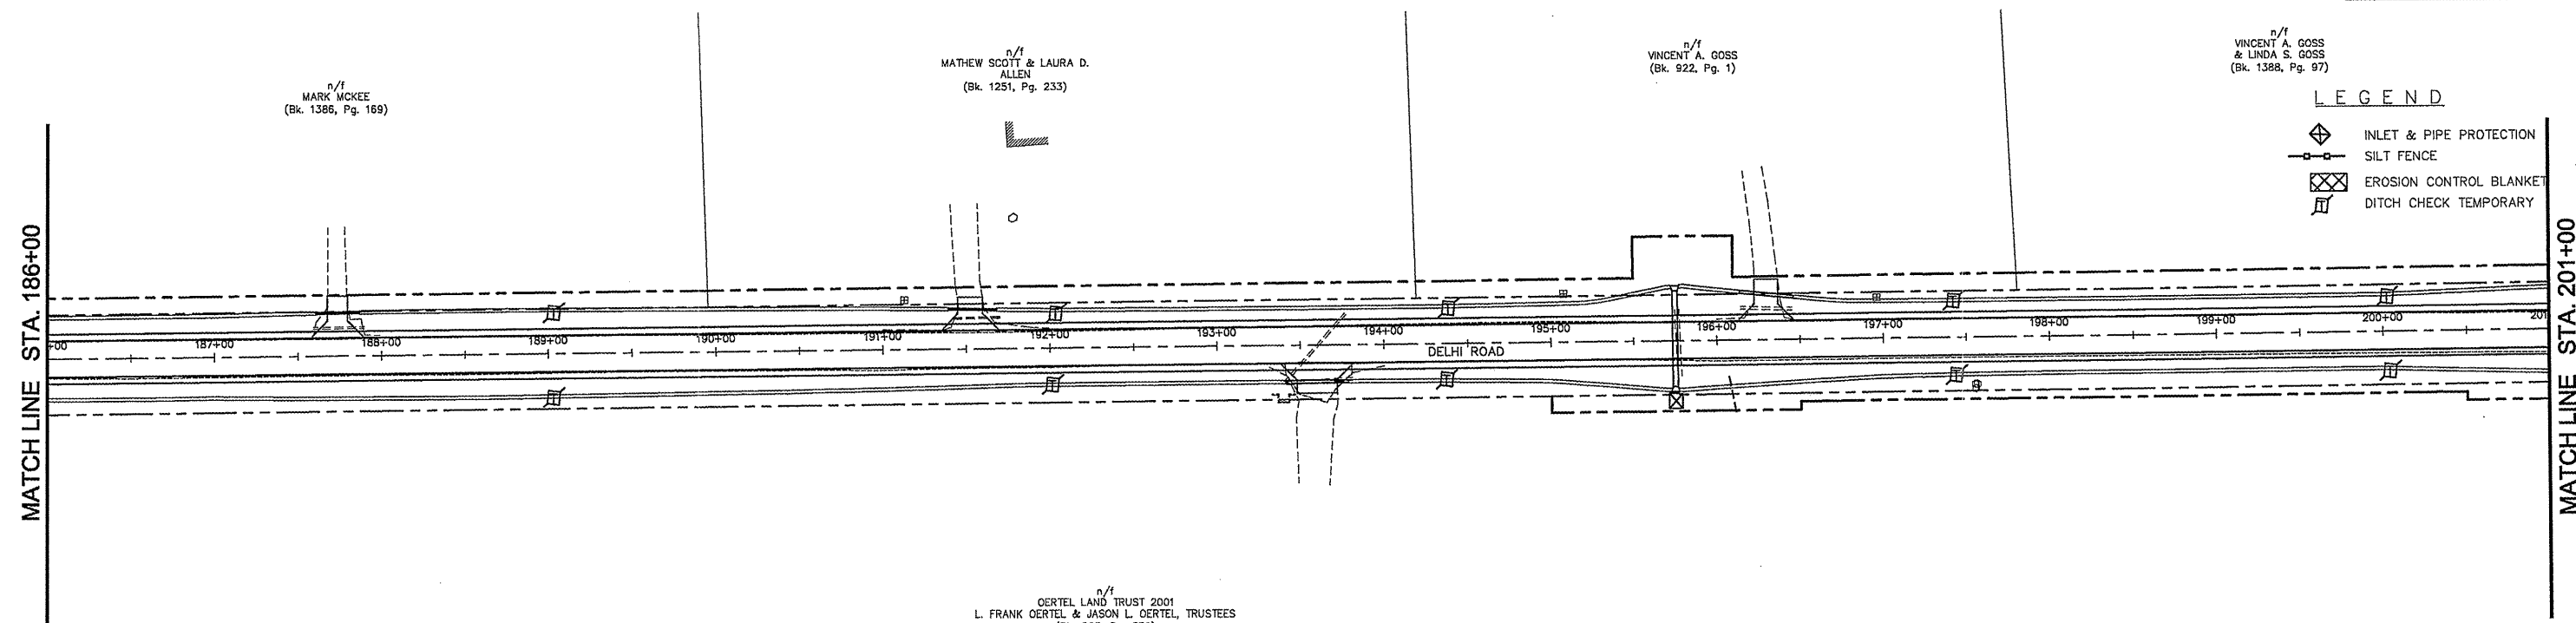 n/f
MARK MCKEE
(Bk. 1386, Pg. 169)
n/f
MATHEW SCOTT & LAURA D.
ALLEN
(Bk. 1251, Pg. 233)
n/f
VINCENT A. GOSS
(Bk. 922, Pg. 1)
n/f
VINCENT A. GOSS
& LINDA S. GOSS
(Bk. 1388, Pg. 97)
LEGEND
INLET & PIPE PROTECTION
SILT FENCE
EROSION CONTROL BLANKET
DITCH CHECK TEMPORARY
MATCH LINE STA. 186+00
+00
187+00
188+00
189+00
190+00
191+00
192+00
193+00
194+00
195+00
196+00
197+00
198+00
199+00
200+00
201
DELHI ROAD
MATCH LINE STA. 201+00
n/f
OERTEL LAND TRUST 2001
L. FRANK OERTEL & JASON L. OERTEL, TRUSTEES